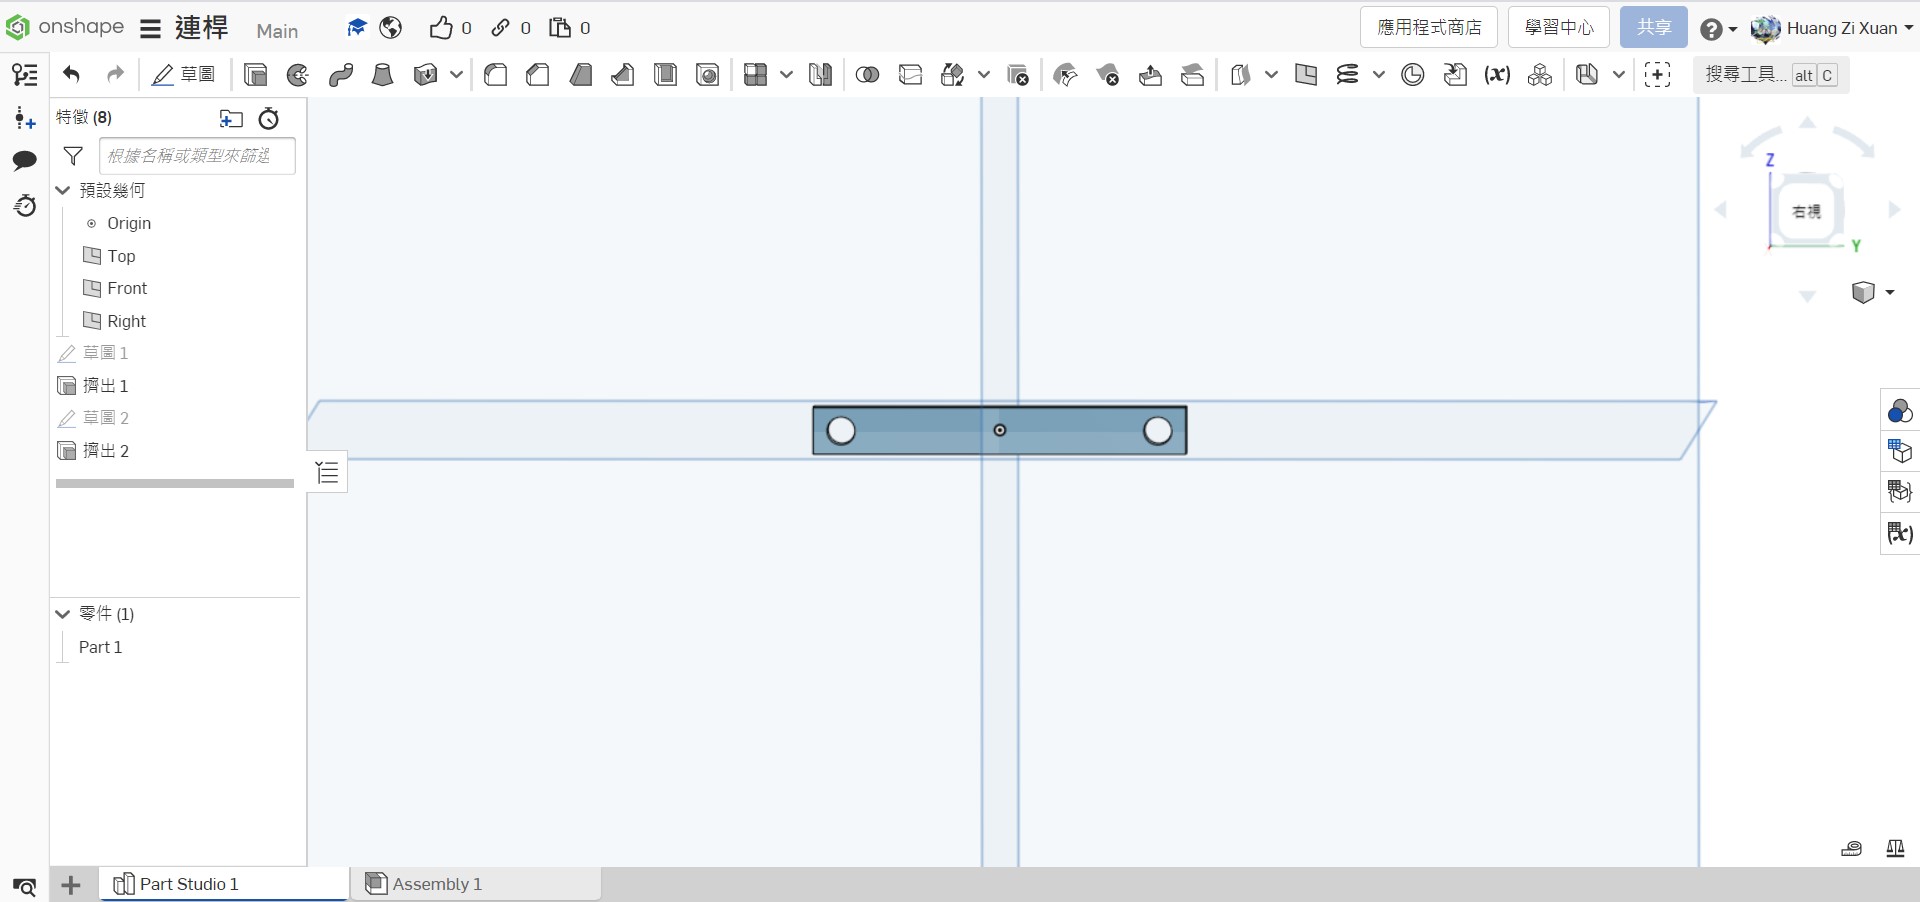 onshape 連桿 Main 0 0 0 應用程式商店 學習中心 共享 Huang Zi Xuan
草圖 搜尋工具... alt C
特徵 (8)
根據名稱或類型來篩選
預設幾何
Origin
Top
Front
Right
草圖 1
擠出 1
草圖 2
擠出 2
零件 (1)
Part 1
Z
右視
Y
Part Studio 1 Assembly 1